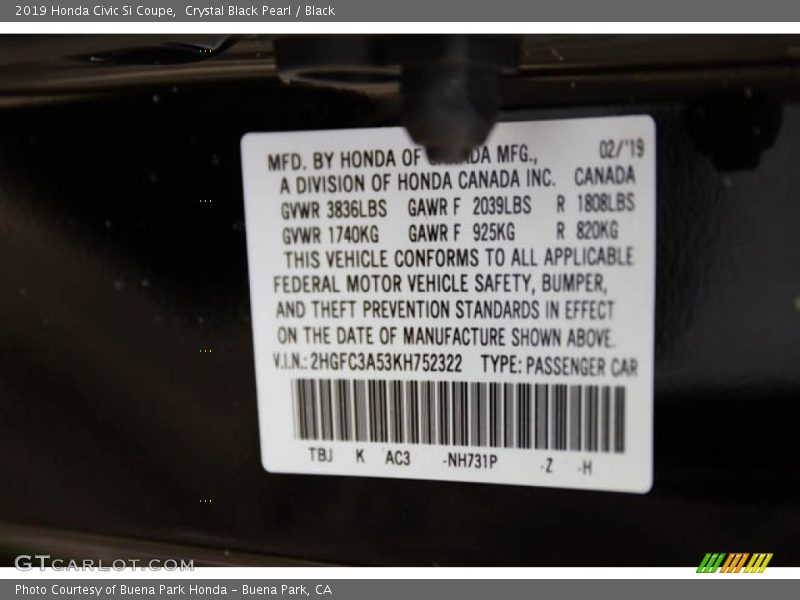 2019 Honda Civic Si Coupe,  Crystal Black Pearl / Black
MFD. BY HONDA OF CANADA MFG., 02/'19
A DIVISION OF HONDA CANADA INC. CANADA
GVWR 3836LBS GAWR F 2039LBS R 1808LBS
GVWR 1740KG GAWR F 925KG R 820KG
THIS VEHICLE CONFORMS TO ALL APPLICABLE
FEDERAL MOTOR VEHICLE SAFETY, BUMPER,
AND THEFT PREVENTION STANDARDS IN EFFECT
ON THE DATE OF MANUFACTURE SHOWN ABOVE.
V.I.N.: 2HGFC3A53KH752322 TYPE: PASSENGER CAR
TBJ K AC3 -NH731P -Z -H
GTCARLOT.COM
Photo Courtesy of Buena Park Honda – Buena Park, CA